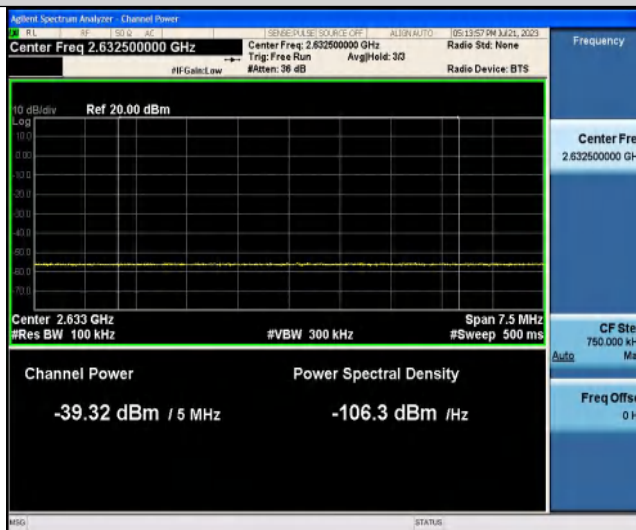 Agilent Spectrum Analyzer - Channel Power
RL RF 50 Ω AC SENSE:PULSE SOURCE OFF ALIGN AUTO 05:13:57 PM Jul 21, 2023
Center Freq 2.632500000 GHz
Center Freq: 2.632500000 GHz
Radio Std: None
Trig: Free Run Avg|Hold: 3/3
#IFGain:Low
#Atten: 36 dB
Radio Device: BTS
Frequency
10 dB/div Ref 20.00 dBm
Log
10.0
0.00
-10.0
-20.0
-30.0
-40.0
-50.0
-60.0
-70.0
Center Fre
2.632500000 GH
Center 2.633 GHz Span 7.5 MHz
#Res BW 100 kHz #VBW 300 kHz #Sweep 500 ms
CF Ste
750.000 kH
Auto Ma
Channel Power
Power Spectral Density
-39.32 dBm / 5 MHz
-106.3 dBm /Hz
Freq Offse
0 H
MSG STATUS